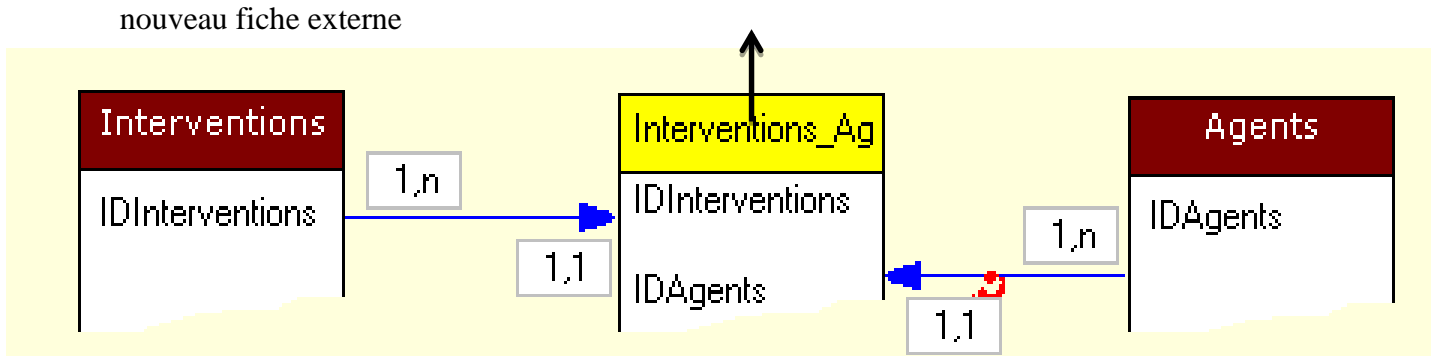 nouveau fiche externe
Interventions
IDInterventions
1,n
1,1
Interventions_Ag
IDInterventions
IDAgents
1,n
1,1
Agents
IDAgents